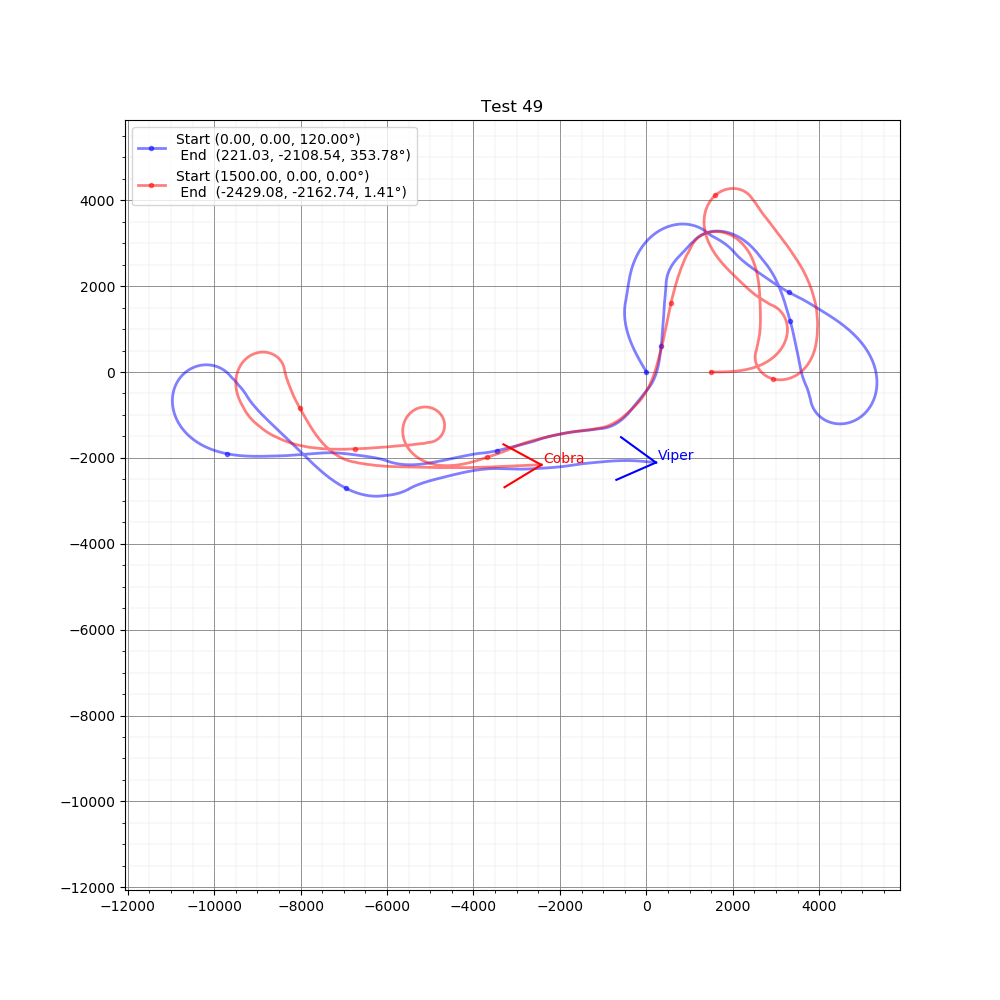 Test 49
Start (0.00, 0.00, 120.00°)
End  (221.03, -2108.54, 353.78°)
Start (1500.00, 0.00, 0.00°)
End  (-2429.08, -2162.74, 1.41°)
4000
2000
0
−2000
−4000
−6000
−8000
−10000
−12000
Cobra
Viper
−12000 −10000 −8000 −6000 −4000 −2000 0 2000 4000